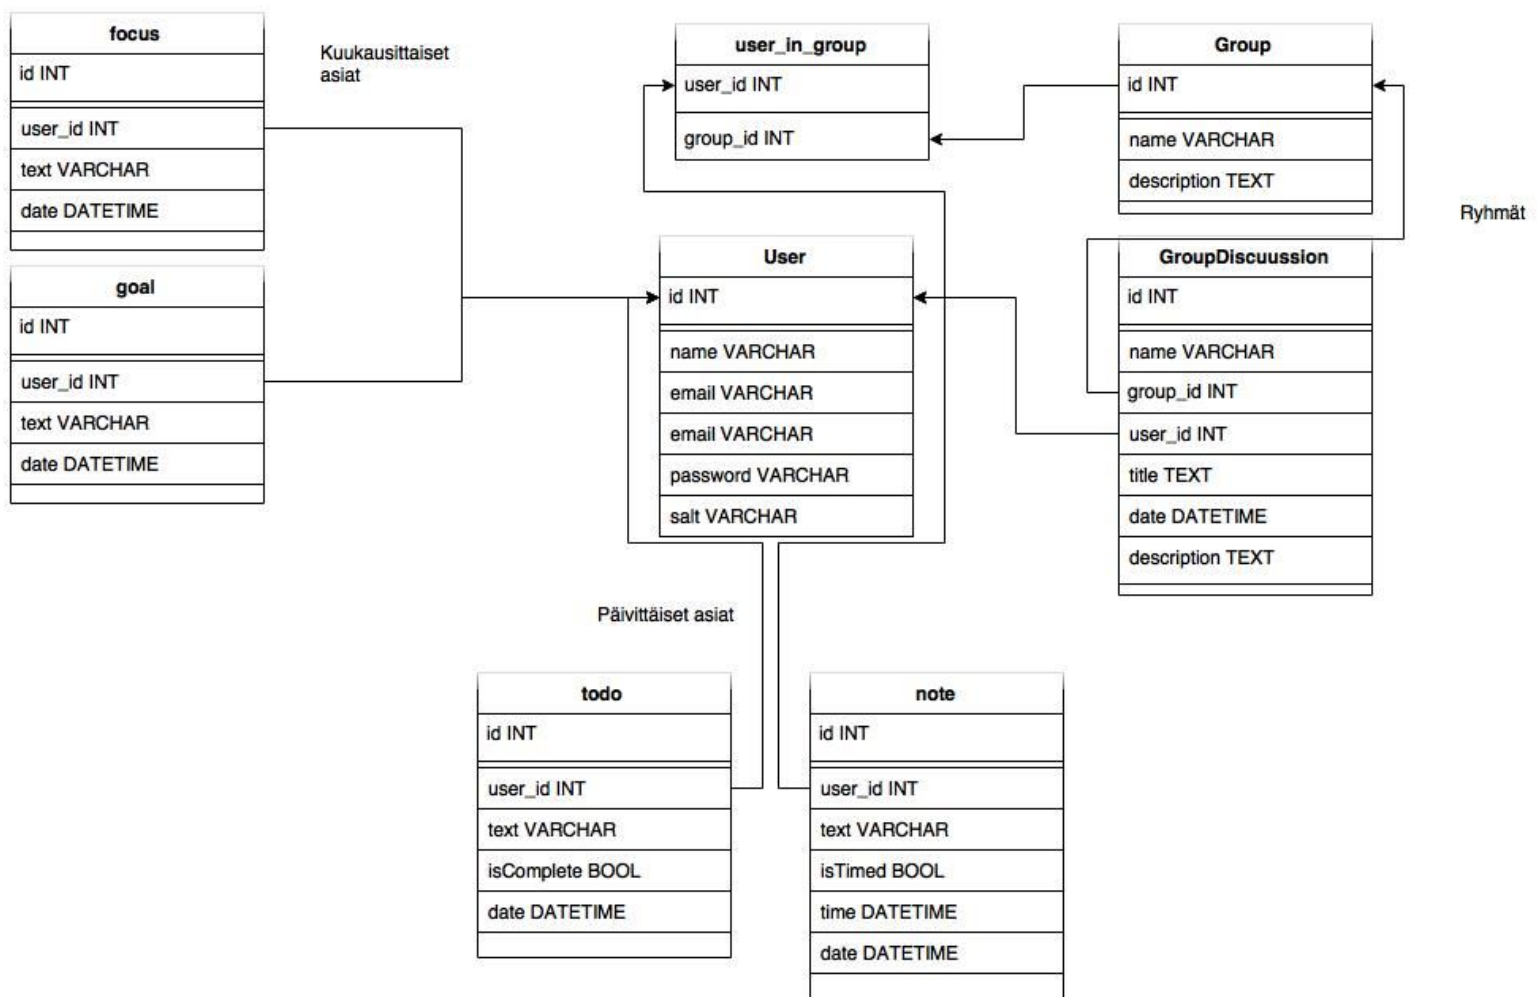 focus
id INT
user_id INT
text VARCHAR
date DATETIME
goal
id INT
user_id INT
text VARCHAR
date DATETIME
Kuukausittaiset
asiat
user_in_group
user_id INT
group_id INT
User
id INT
name VARCHAR
email VARCHAR
email VARCHAR
password VARCHAR
salt VARCHAR
Group
id INT
name VARCHAR
description TEXT
Ryhmät
GroupDiscuussion
id INT
name VARCHAR
group_id INT
user_id INT
title TEXT
date DATETIME
description TEXT
Päivittäiset asiat
todo
id INT
user_id INT
text VARCHAR
isComplete BOOL
date DATETIME
note
id INT
user_id INT
text VARCHAR
isTimed BOOL
time DATETIME
date DATETIME